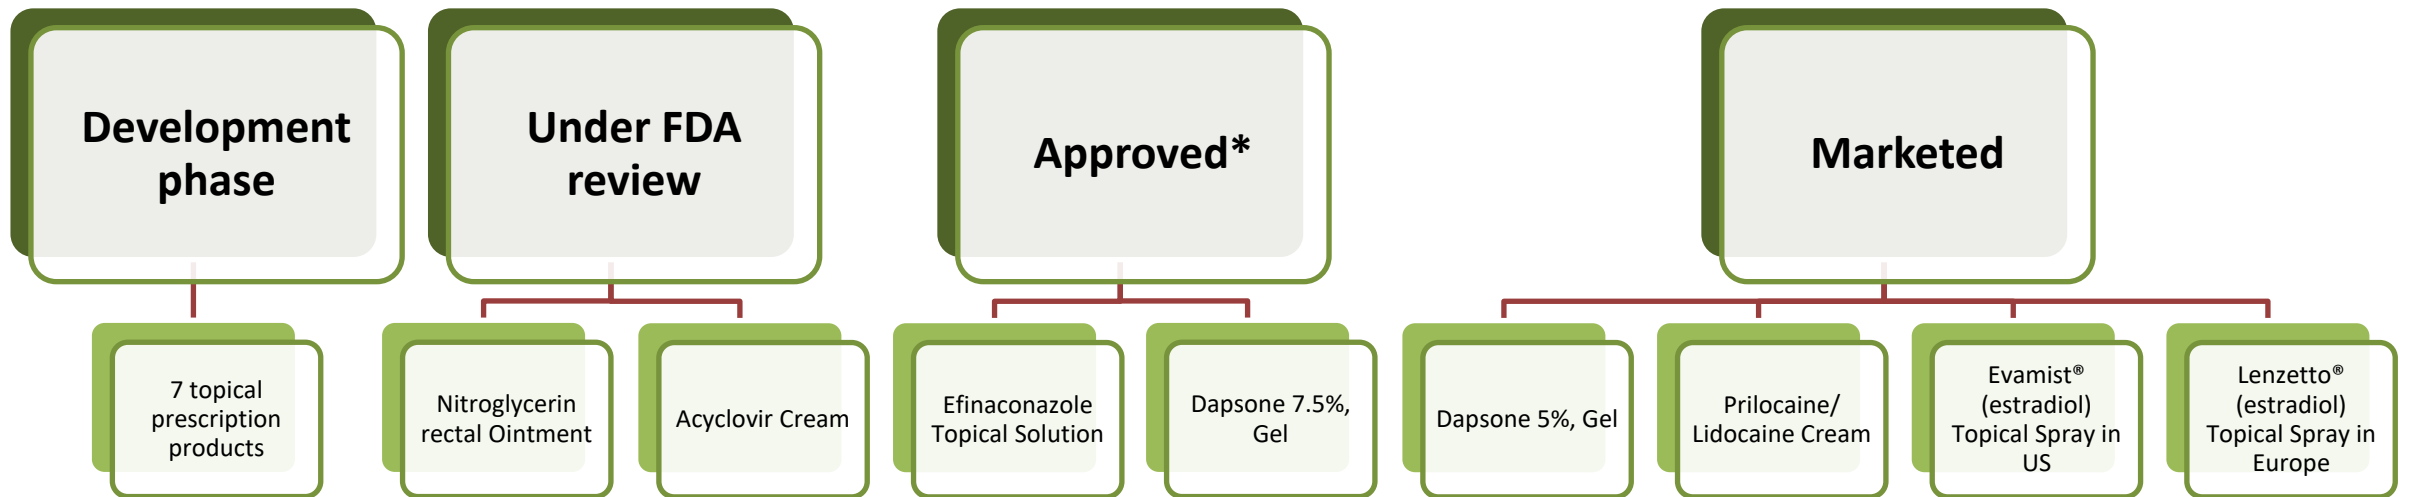 Development
phase
Under FDA
review
Approved*
Marketed
7 topical
prescription
products
Nitroglycerin
rectal Ointment
Acyclovir Cream
Efinaconazole
Topical Solution
Dapsone 7.5%,
Gel
Dapsone 5%, Gel
Prilocaine/
Lidocaine Cream
Evamist®
(estradiol)
Topical Spray in
US
Lenzetto®
(estradiol)
Topical Spray in
Europe